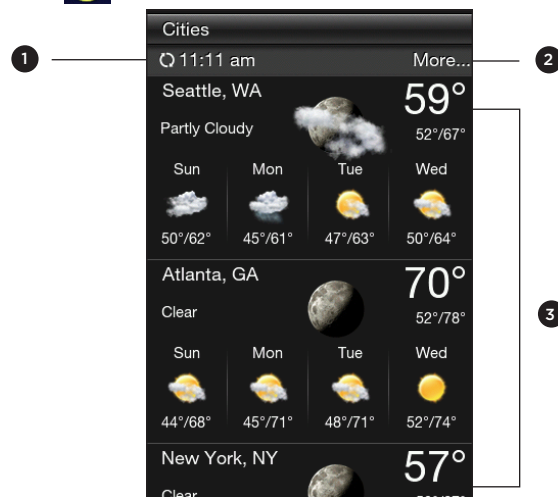 Cities
1
11:11 am
More...
2
Seattle, WA
59°
Partly Cloudy
52°/67°
Sun Mon Tue Wed
50°/62° 45°/61° 47°/63° 50°/64°
Atlanta, GA
70°
Clear
52°/78°
3
Sun Mon Tue Wed
44°/68° 45°/71° 48°/71° 52°/74°
New York, NY
57°
Clear